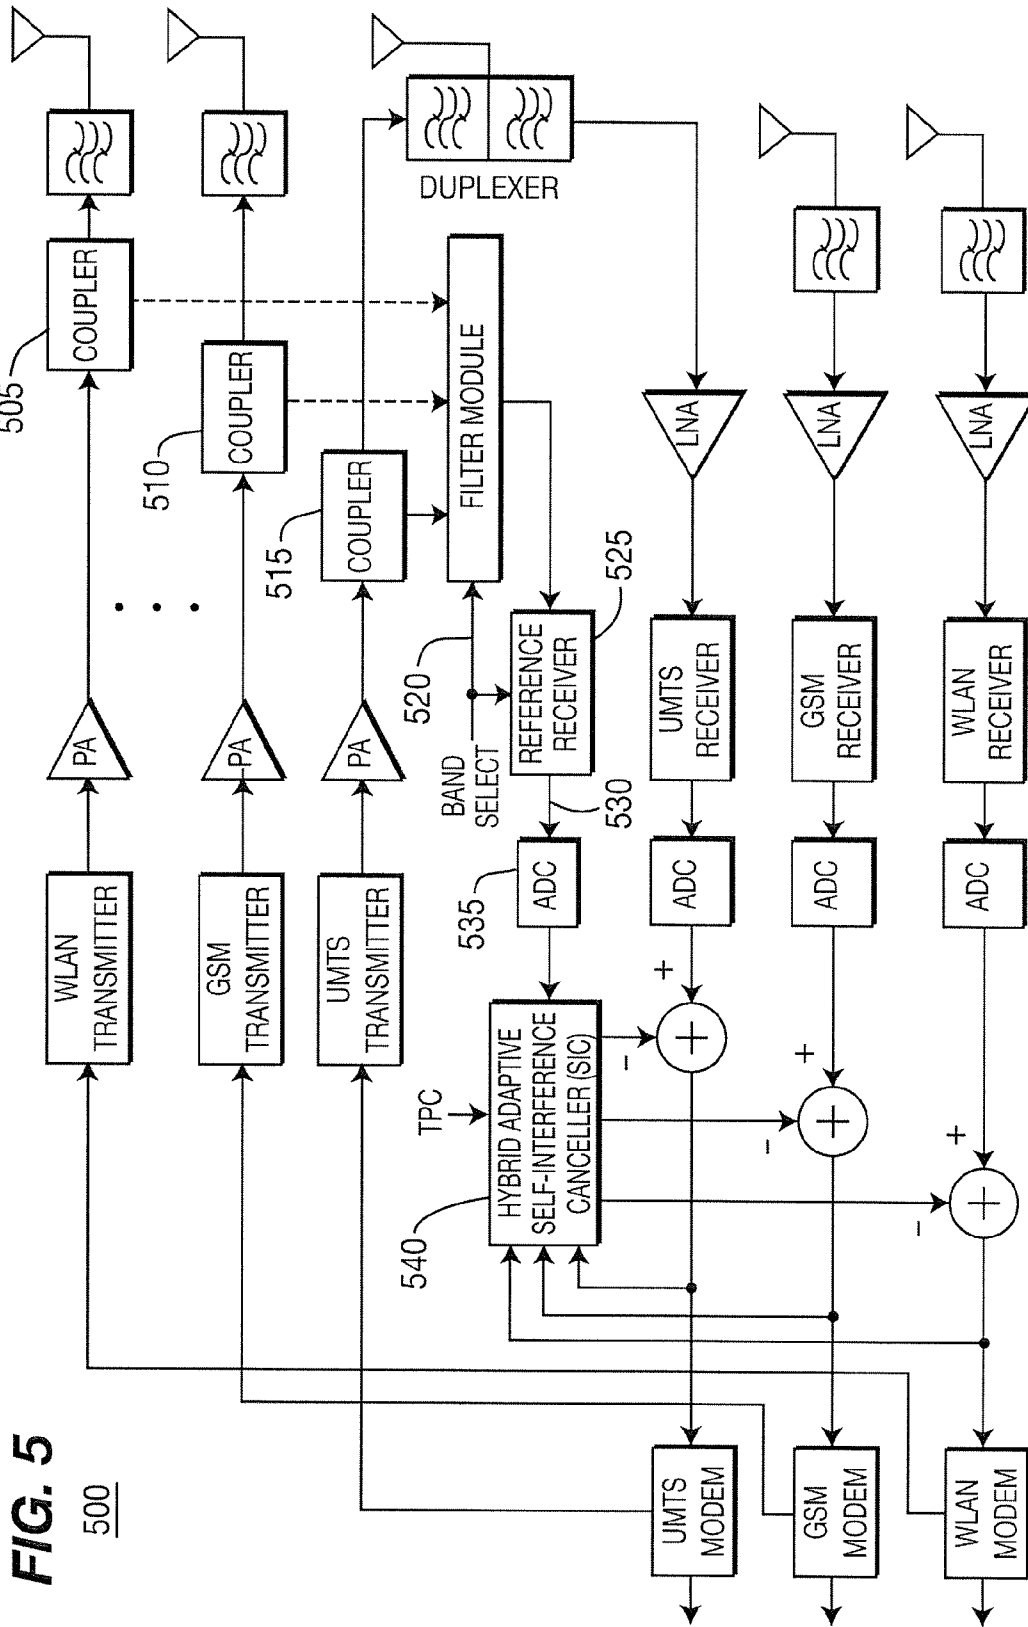 FIG. 5
500
WLAN
TRANSMITTER
PA
COUPLER
505
GSM
TRANSMITTER
PA
COUPLER
510
UMTS
TRANSMITTER
PA
COUPLER
515
DUPLEXER
FILTER MODULE
BAND
SELECT
520
REFERENCE
RECEIVER
525
530
ADC
535
TPC
HYBRID ADAPTIVE
SELF-INTERFERENCE
CANCELLER (SIC)
540
UMTS
MODEM
+
-
+
ADC
UMTS
RECEIVER
LNA
GSM
MODEM
+
-
+
ADC
GSM
RECEIVER
LNA
WLAN
MODEM
+
-
+
ADC
WLAN
RECEIVER
LNA